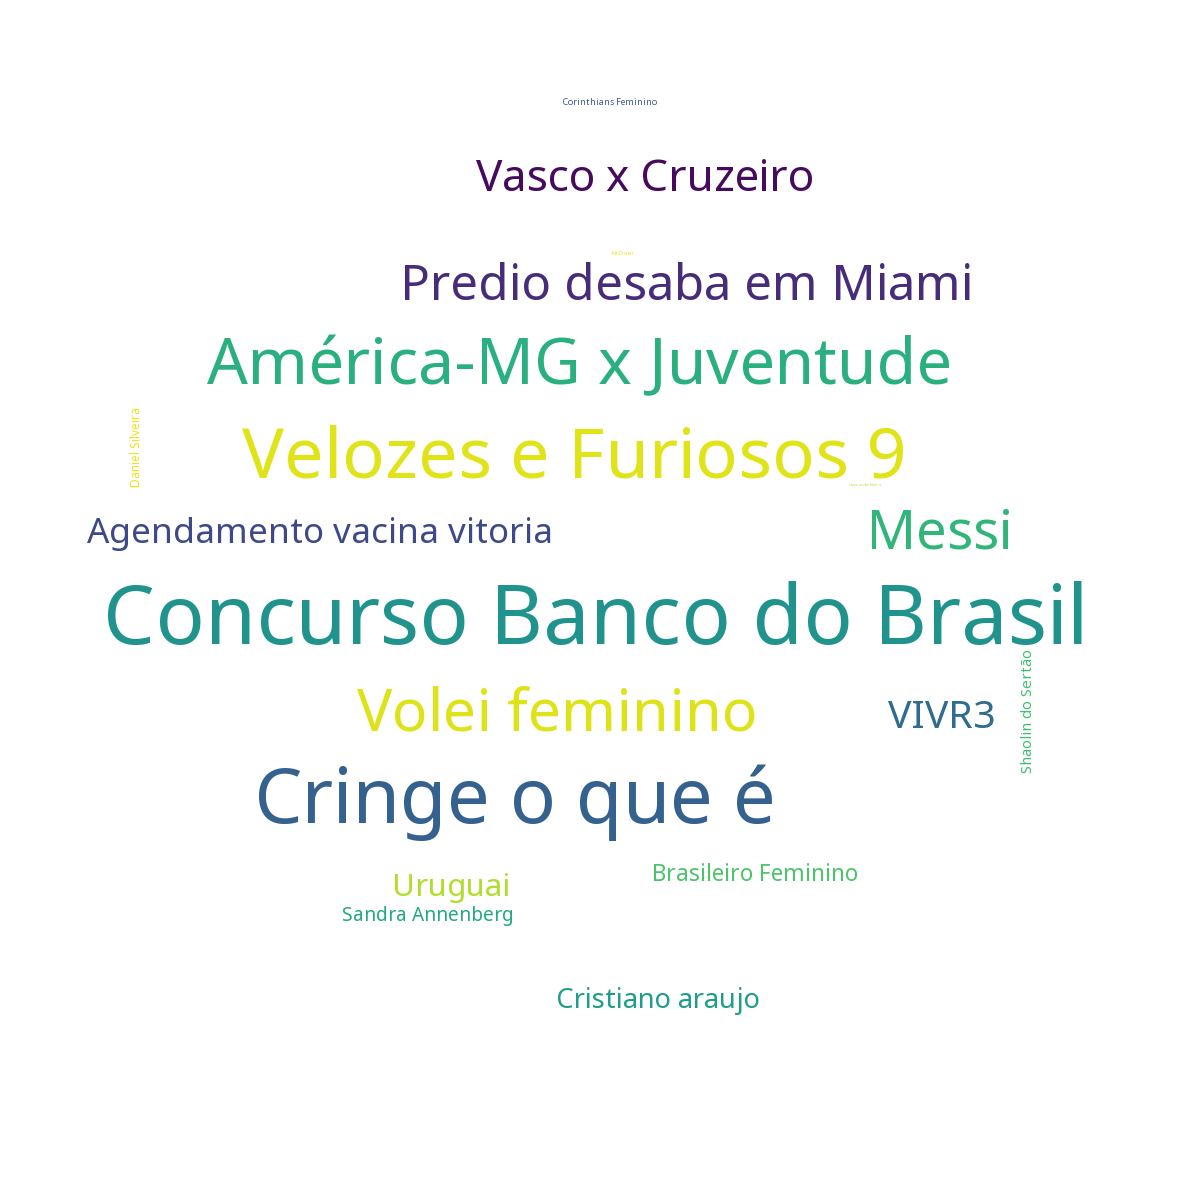 Corinthians Feminino
Vasco x Cruzeiro
Predio desaba em Miami
América-MG x Juventude
Daniel Silveira
Velozes e Furiosos 9
Agendamento vacina vitoria
Messi
Concurso Banco do Brasil
Shaolin do Sertão
Volei feminino
VIVR3
Cringe o que é
Brasileiro Feminino
Uruguai
Sandra Annenberg
Cristiano araujo